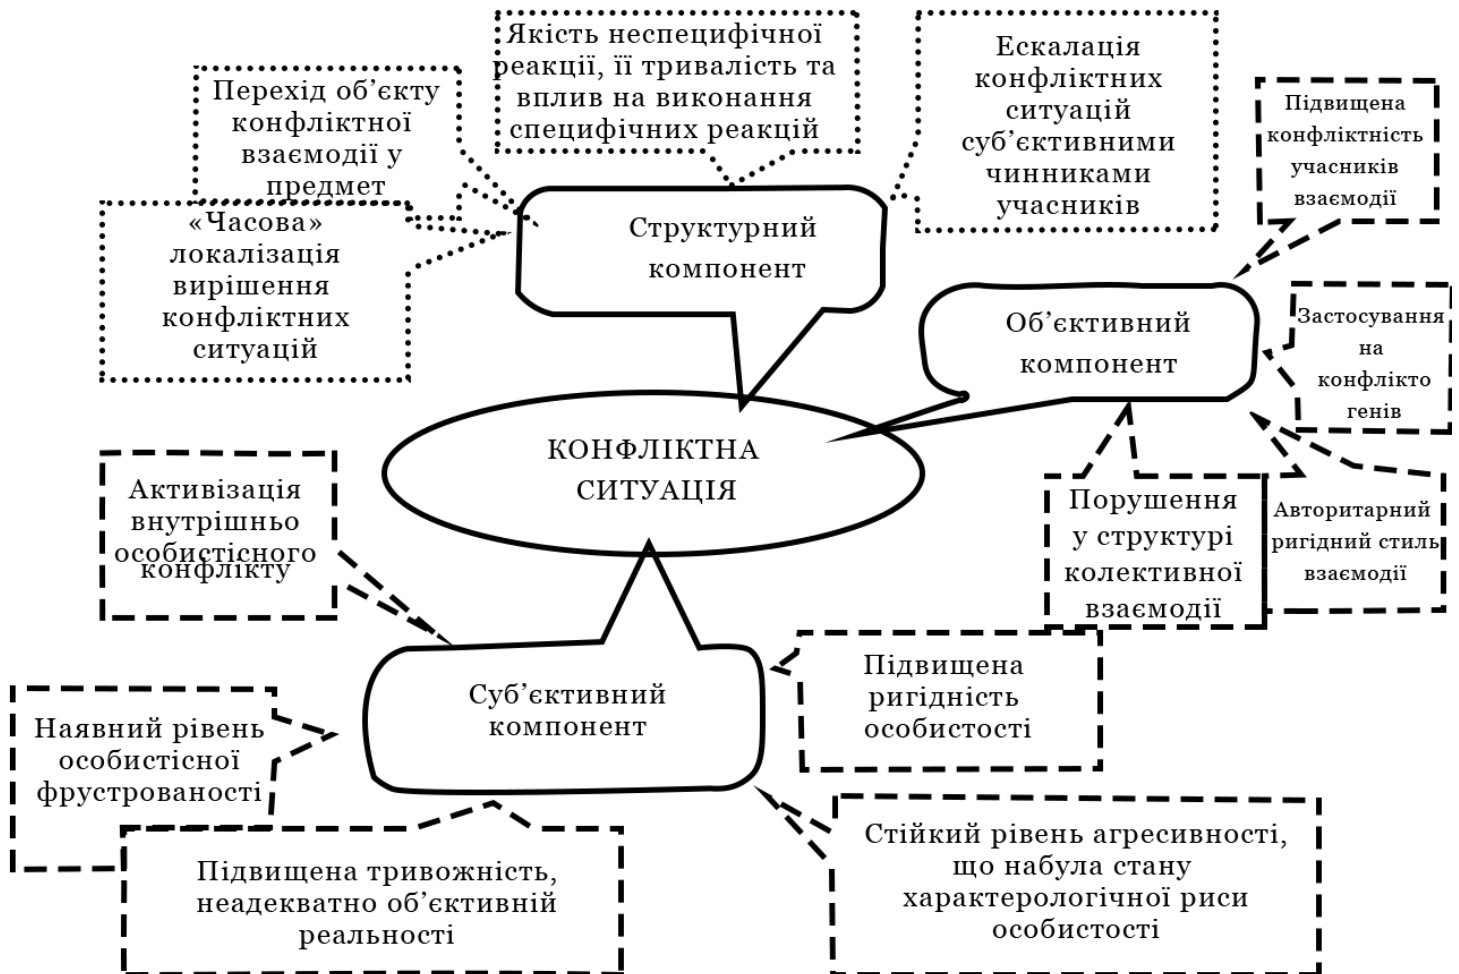 Якість неспецифічної
реакції, її тривалість та
вплив на виконання
специфічних реакцій
Ескалація
конфліктних
ситуацій
суб’єктивними
чинниками
учасників
Перехід об’єкту
конфліктної
взаємодії у
предмет
Підвищена
конфліктність
учасників
взаємодії
«Часова»
локалізація
вирішення
конфліктних
ситуацій
Структурний
компонент
Об’єктивний
компонент
Застосування
на
конфлікто
генів
КОНФЛІКТНА
СИТУАЦІЯ
Активізація
внутрішньо
особистісного
конфлікту
Порушення
у структурі
колективної
взаємодії
Авторитарний
ригідний стиль
взаємодії
Суб’єктивний
компонент
Підвищена
ригідність
особистості
Наявний рівень
особистісної
фрустрованості
Підвищена тривожність,
неадекватно об’єктивній
реальності
Стійкий рівень агресивності,
що набула стану
характерологічної риси
особистості